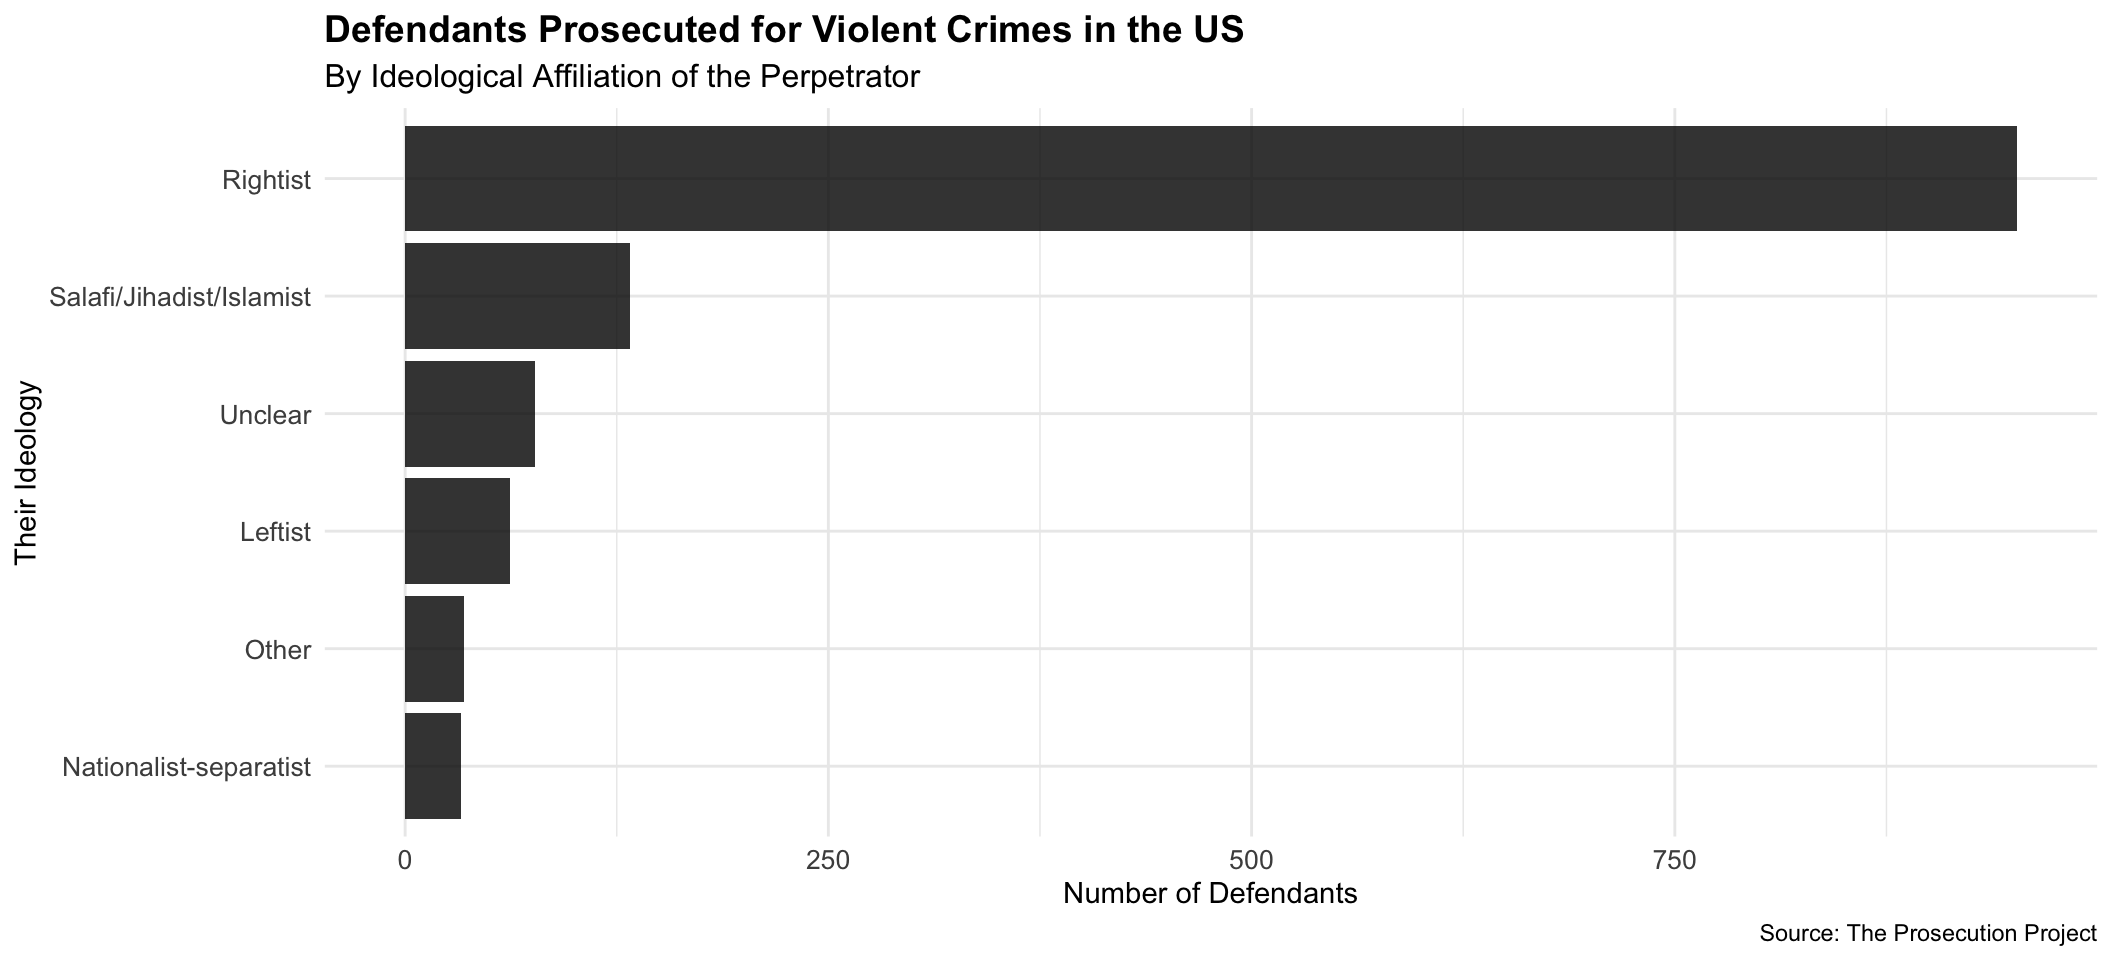 Defendants Prosecuted for Violent Crimes in the US
By Ideological Affiliation of the Perpetrator
Their Ideology
Rightist
Salafi/Jihadist/Islamist
Unclear
Leftist
Other
Nationalist-separatist
0 250 500 750
Number of Defendants
Source: The Prosecution Project